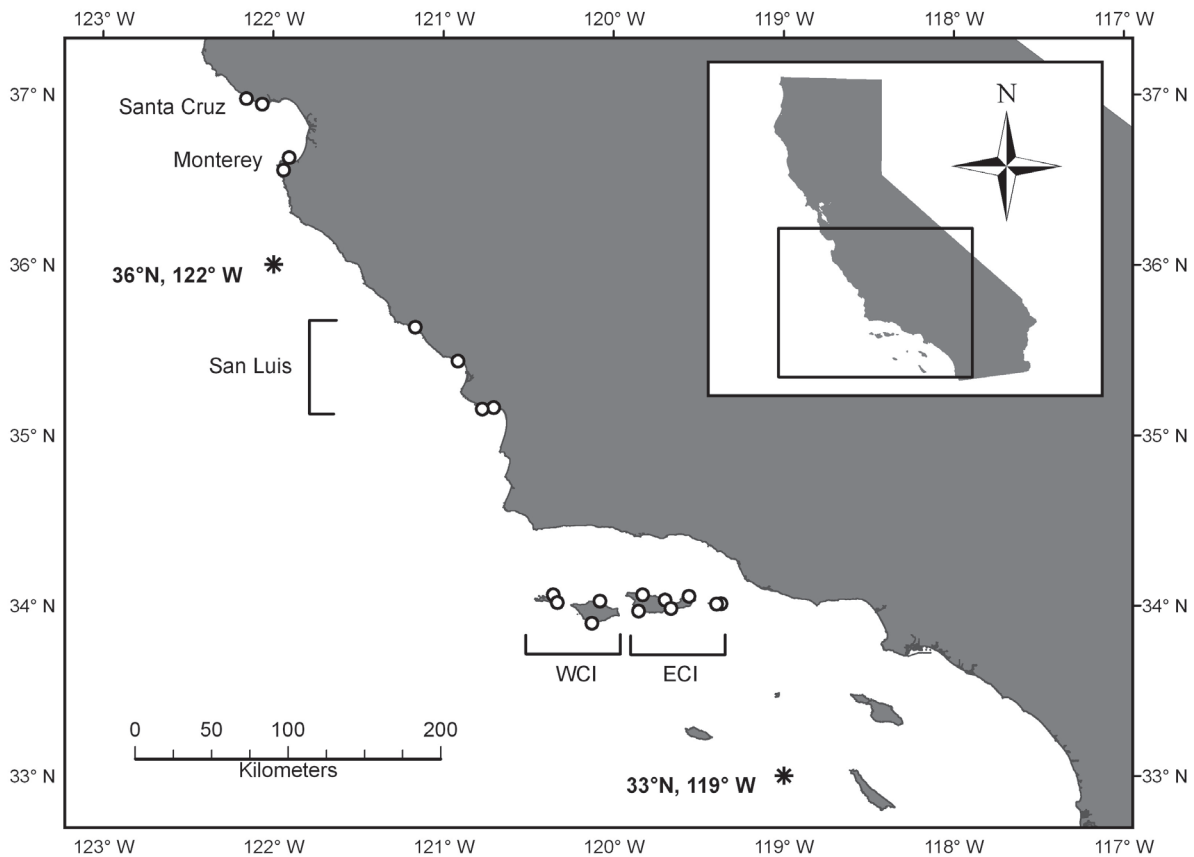 123° W 122° W 121° W 120° W 119° W 118° W 117° W
37° N 37° N
N
Santa Cruz
Monterey
36° N 36° N
36°N, 122° W
San Luis
35° N 35° N
34° N 34° N
WCI ECI
0 50 100 200
Kilometers
33° N 33° N
33°N, 119° W
123° W 122° W 121° W 120° W 119° W 118° W 117° W